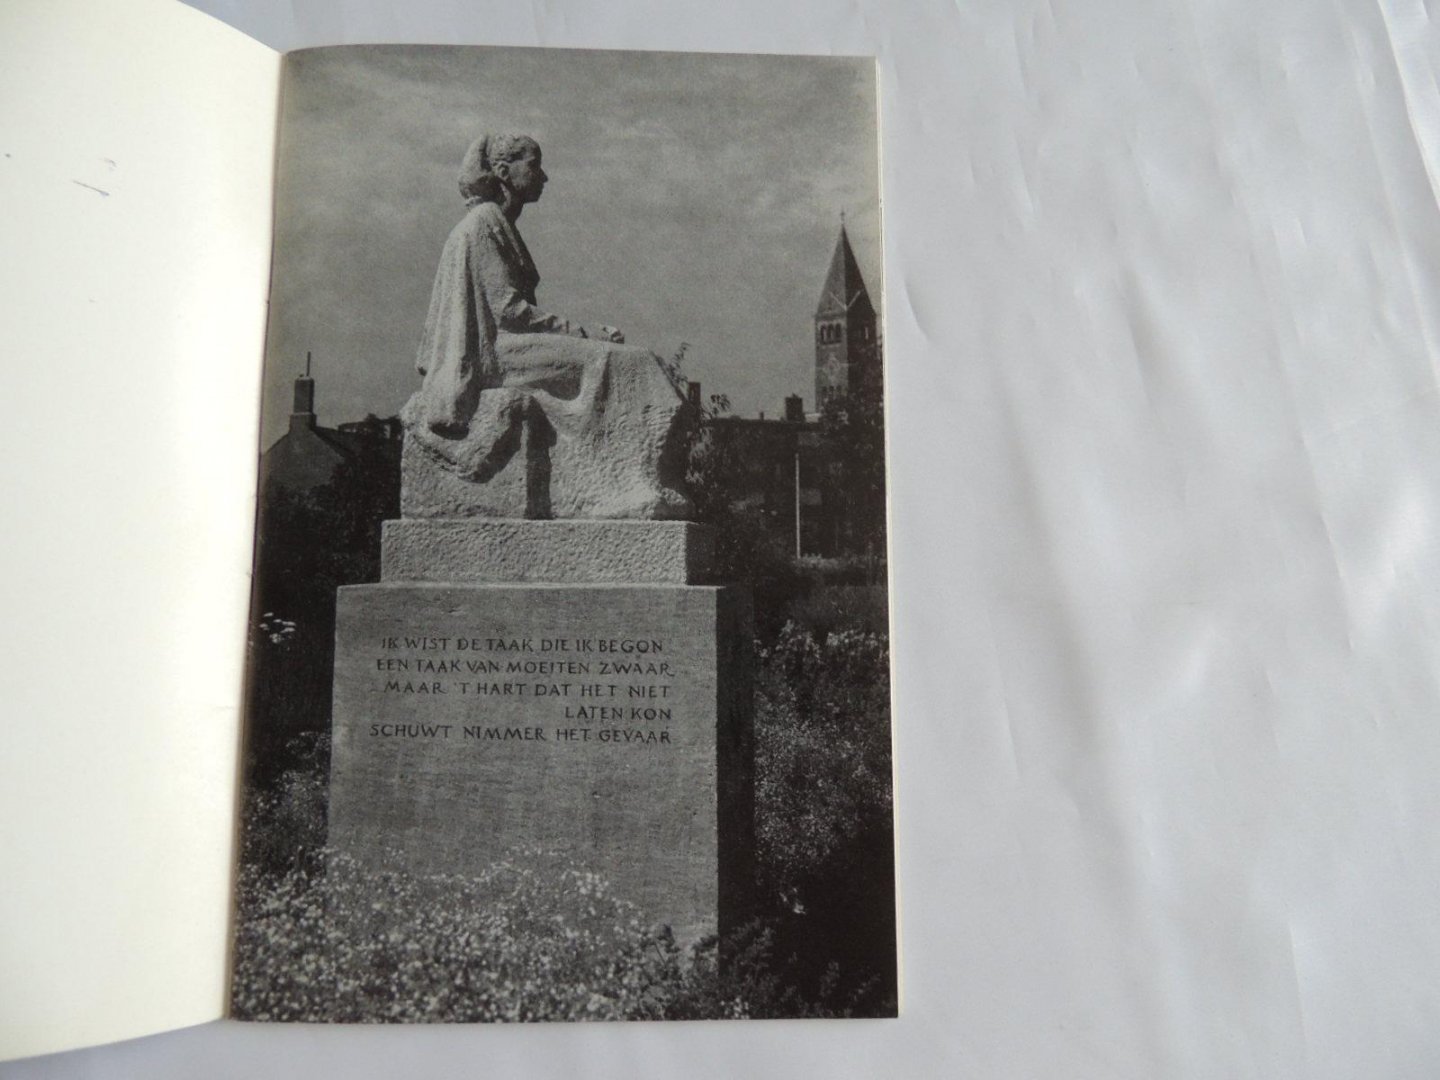 IK WIST DE TAAK DIE IK BEGON
EEN TAAK VAN MOEITEN ZWAAR
MAAR 'T HART DAT HET NIET
LATEN KON
SCHUWT NIMMER HET GEVAAR